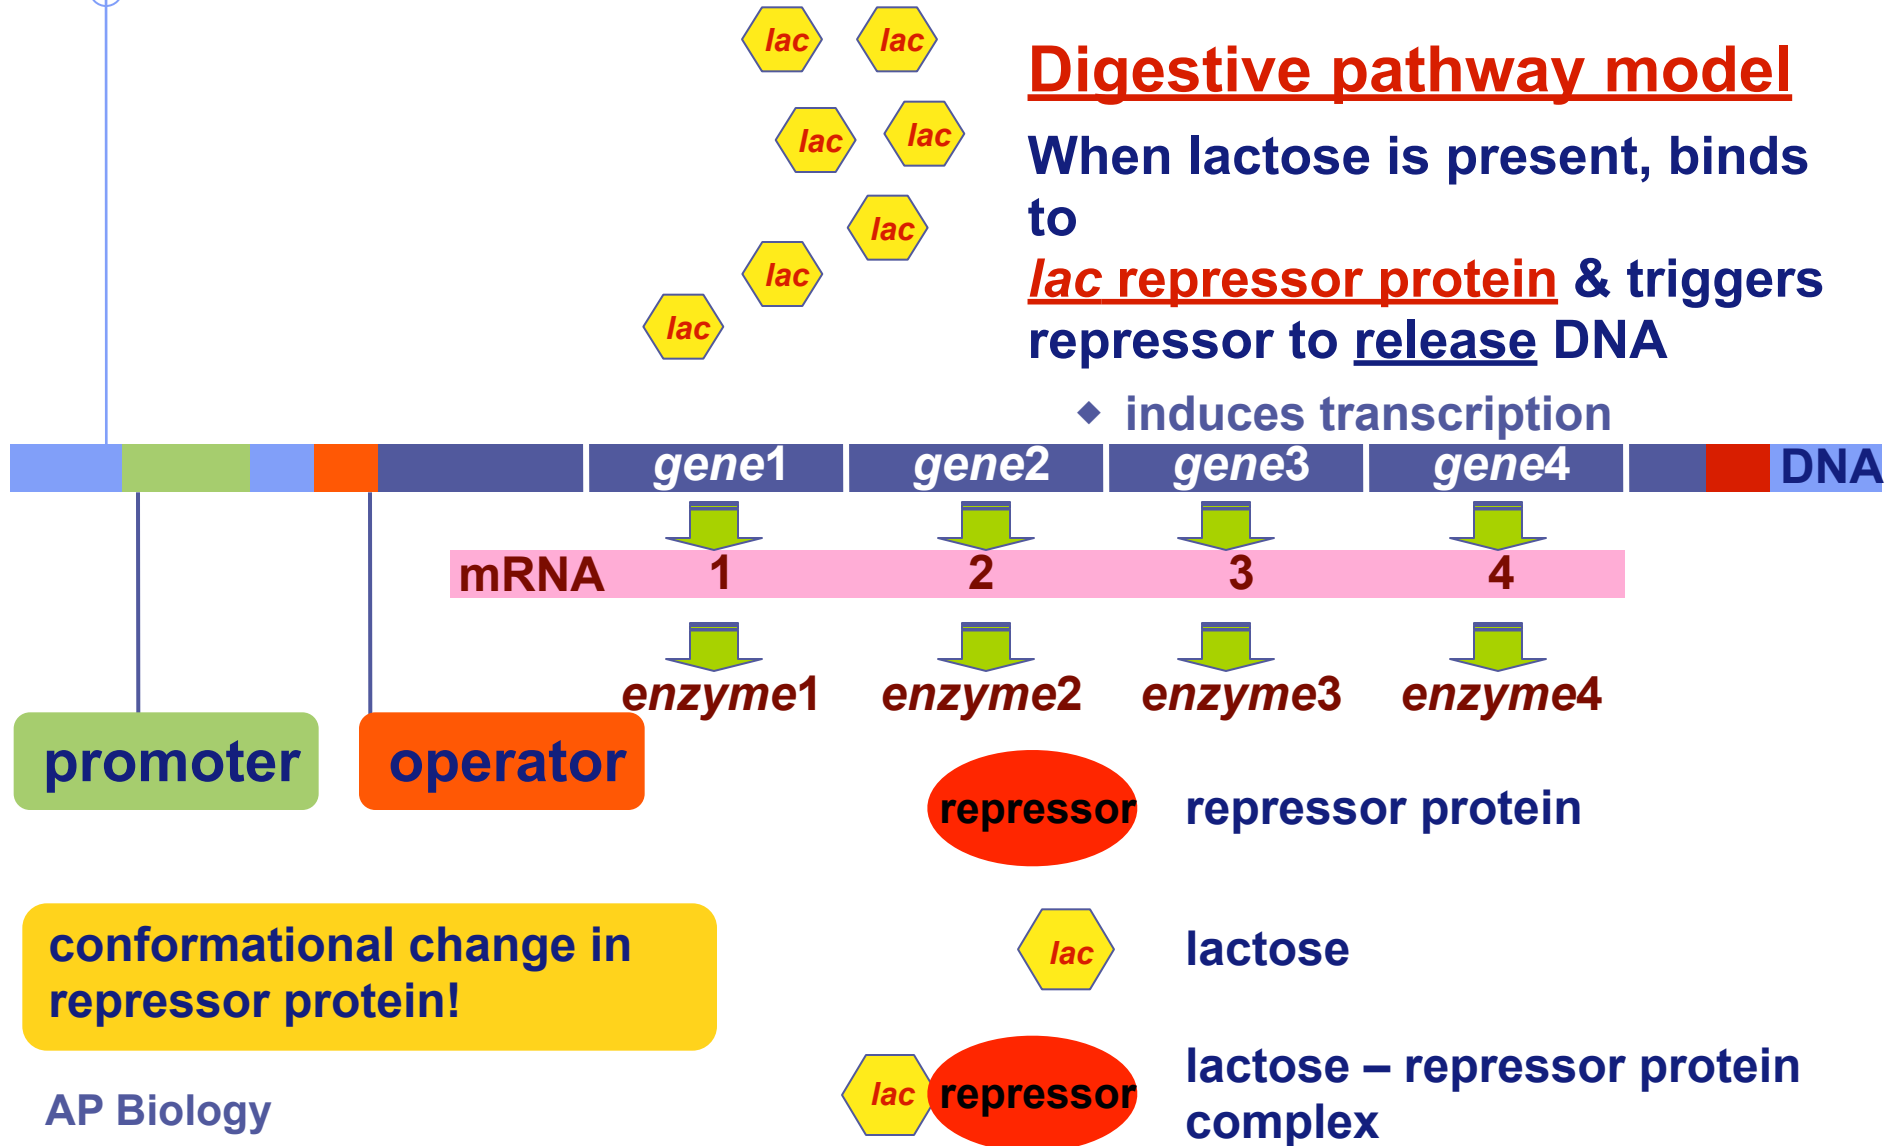 lac lac
lac lac
lac
lac
lac
Digestive pathway model
When lactose is present, binds
to
lac repressor protein & triggers
repressor to release DNA
◆ induces transcription
gene1 gene2 gene3 gene4 DNA
mRNA 1 2 3 4
enzyme1 enzyme2 enzyme3 enzyme4
promoter operator
repressor repressor protein
conformational change in
repressor protein!
lac lactose
lac repressor lactose – repressor protein
complex
AP Biology